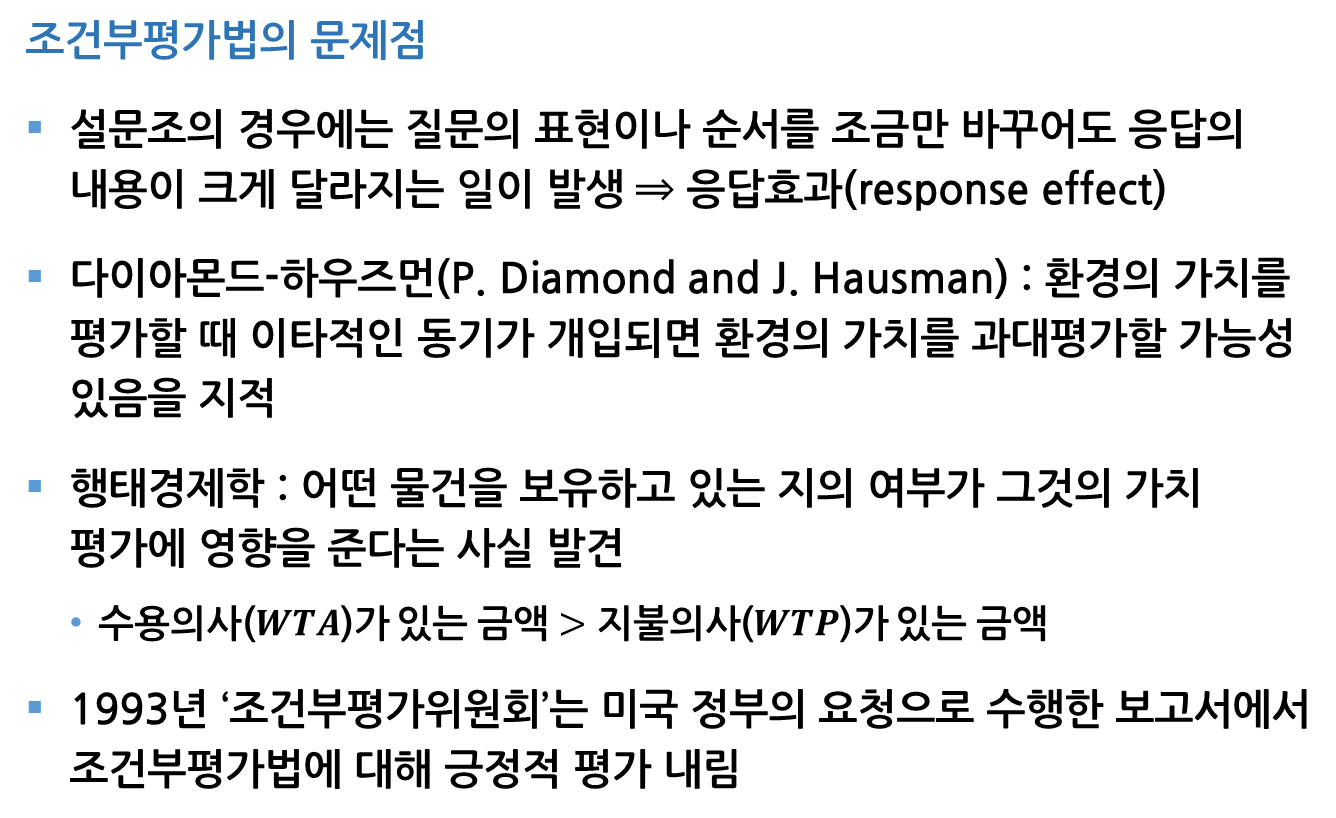 조건부평가법의 문제점
▪ 설문조의 경우에는 질문의 표현이나 순서를 조금만 바꾸어도 응답의
내용이 크게 달라지는 일이 발생 ⇒ 응답효과(response effect)
▪ 다이아몬드-하우즈먼(P. Diamond and J. Hausman) : 환경의 가치를
평가할 때 이타적인 동기가 개입되면 환경의 가치를 과대평가할 가능성
있음을 지적
▪ 행태경제학 : 어떤 물건을 보유하고 있는 지의 여부가 그것의 가치
평가에 영향을 준다는 사실 발견
• 수용의사(WTA)가 있는 금액 > 지불의사(WTP)가 있는 금액
▪ 1993년 ‘조건부평가위원회’는 미국 정부의 요청으로 수행한 보고서에서
조건부평가법에 대해 긍정적 평가 내림